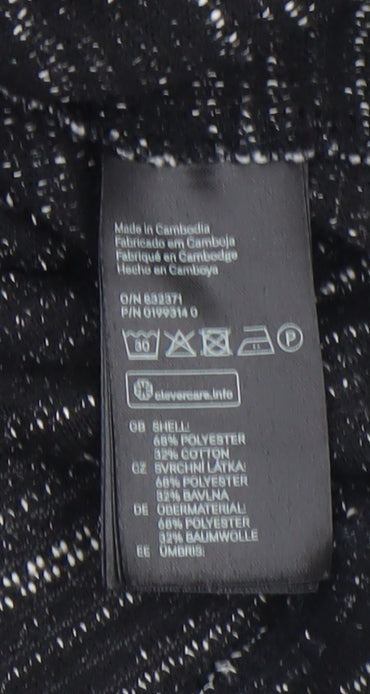 Made in Cambodia
Fabricado em Camboja
Fabriqué en Cambodge
Hecho en Camboya
O/N 833371
P/N 0199314 0
30
P
clevercare.info
GB SHELL:
68% POLYESTER
32% COTTON
CZ SVRCHNÍ LÁTKA:
68% POLYESTER
32% BAVLNA
DE OBERMATERIAL:
68% POLYESTER
32% BAUMWOLLE
EE ÜMBRIS: